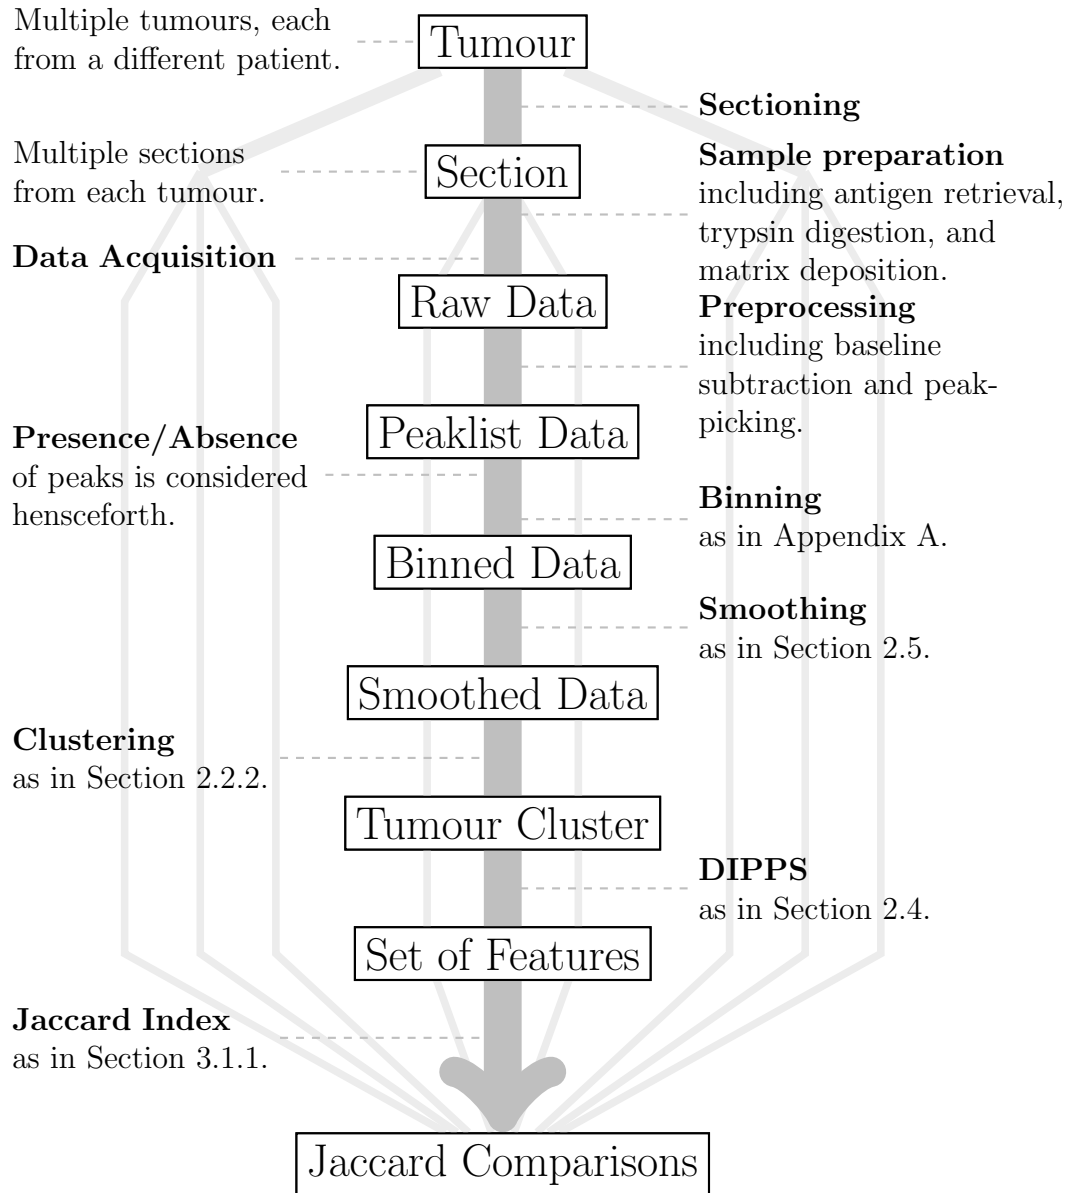 Multiple tumours, each
from a different patient.
Tumour
Sectioning
Multiple sections
from each tumour.
Section
Sample preparation
including antigen retrieval,
trypsin digestion, and
matrix deposition.
Data Acquisition
Raw Data
Preprocessing
including baseline
subtraction and peak-
picking.
Peaklist Data
Presence/Absence
of peaks is considered
hensceforth.
Binning
as in Appendix A.
Binned Data
Smoothing
as in Section 2.5.
Smoothed Data
Clustering
as in Section 2.2.2.
Tumour Cluster
DIPPS
as in Section 2.4.
Set of Features
Jaccard Index
as in Section 3.1.1.
Jaccard Comparisons